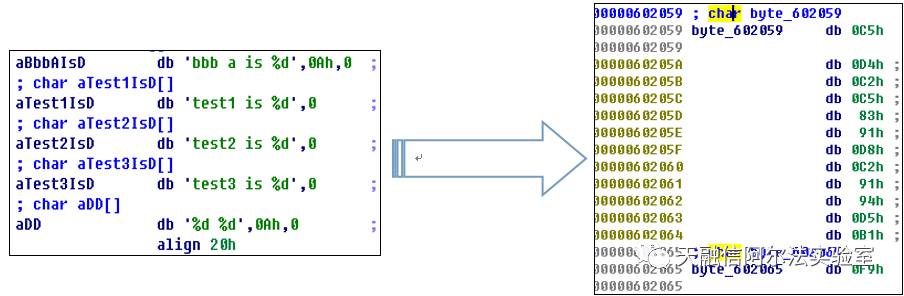 aBbbAIsD db 'bbb a is %d',0Ah,0 ;
; char aTest1IsD[]
aTest1IsD db 'test1 is %d',0 ;
; char aTest2IsD[]
aTest2IsD db 'test2 is %d',0 ;
; char aTest3IsD[]
aTest3IsD db 'test3 is %d',0 ;
; char aDD[]
aDD db '%d %d',0Ah,0 ;
align 20h
00000602059 ; char byte_602059
00000602059 byte_602059 db 0C5h
00000602059
0000060205A db 0D4h ;
0000060205B db 0C2h ;
0000060205C db 0C5h ;
0000060205D db 83h ;
0000060205E db 91h ;
0000060205F db 0D8h ;
00000602060 db 0C2h ;
00000602061 db 91h ;
00000602062 db 94h ;
00000602063 db 0D5h ;
00000602064 db 0B1h ;
00000602065 ; char byte_602065
00000602065 byte_602065 db 0F9h
00000602065
天融信阿尔法实验室